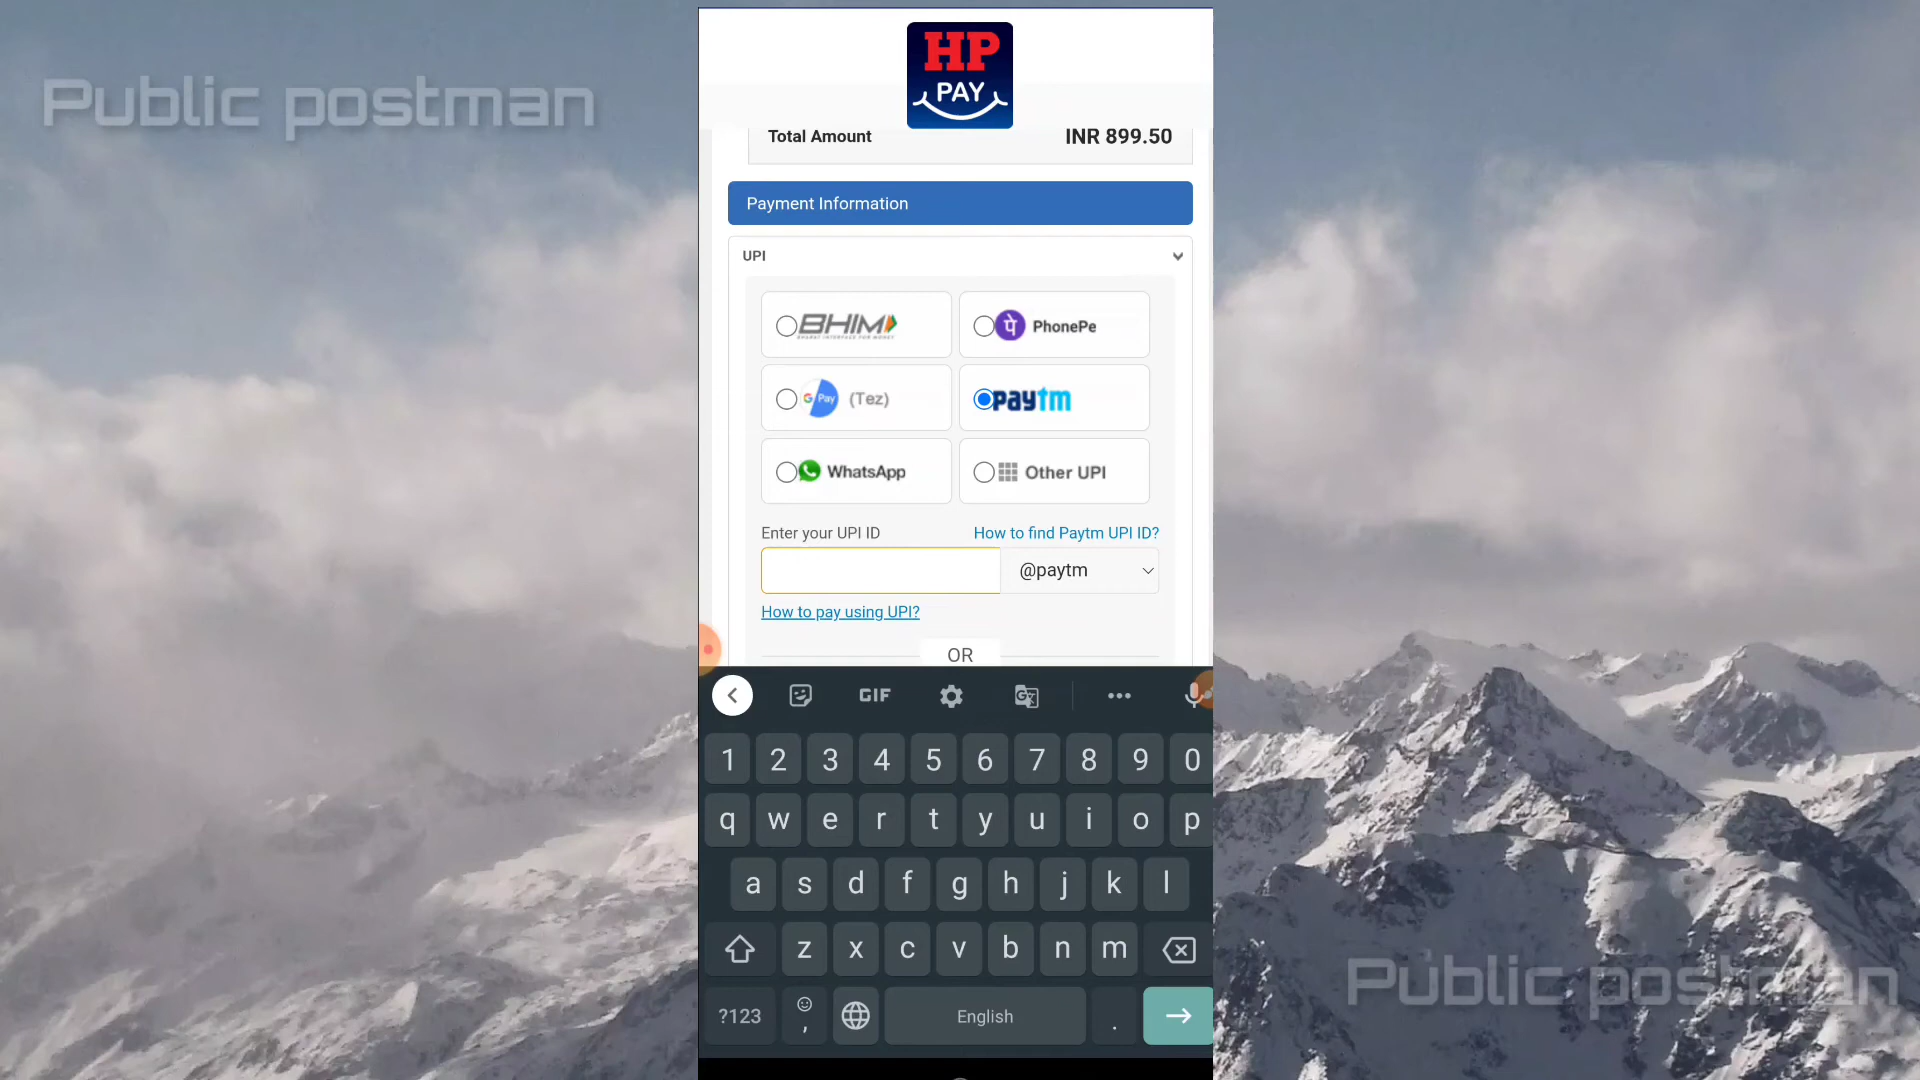 Public postman
HP
PAY
Total Amount INR 899.50
Payment Information
UPI
BHIM PhonePe
G Pay (Tez) paytm
WhatsApp Other UPI
Enter your UPI ID How to find Paytm UPI ID?
@paytm
How to pay using UPI?
OR
GIF
1 2 3 4 5 6 7 8 9 0
q w e r t y u i o p
a s d f g h j k l
z x c v b n m
?123 , English .
Public postman